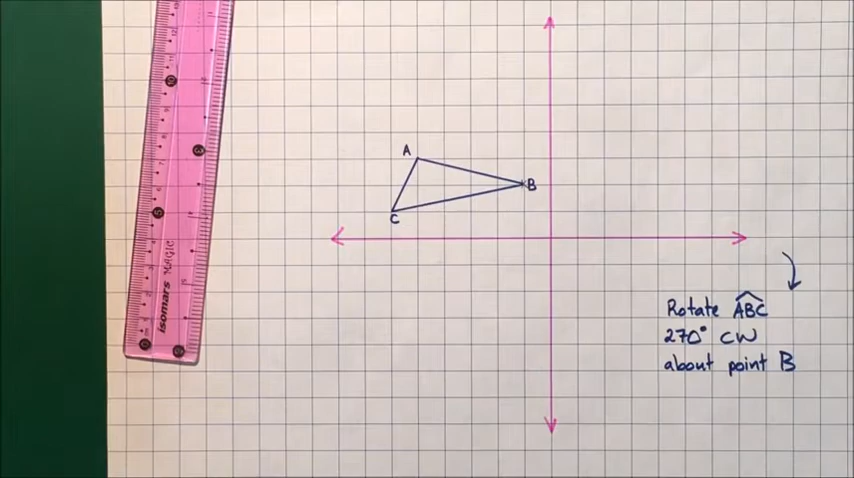 A
B
C
Rotate ABC
270° CW
about point B
isomars MAGIC